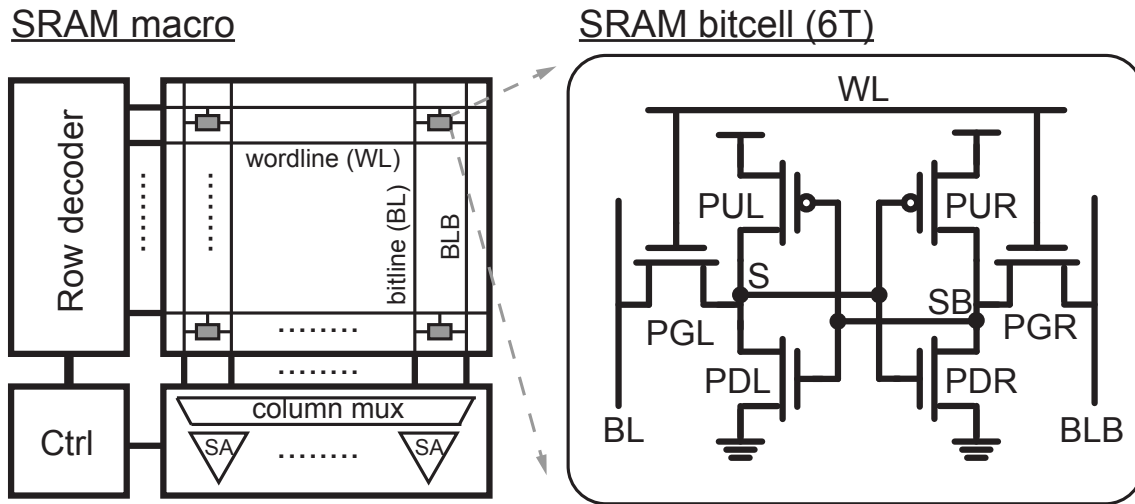 SRAM macro
Row decoder
wordline (WL)
bitline (BL)
BLB
Ctrl
column mux
SA
SA
SRAM bitcell (6T)
WL
PUL
PUR
S
SB
PGL
PGR
PDL
PDR
BL
BLB